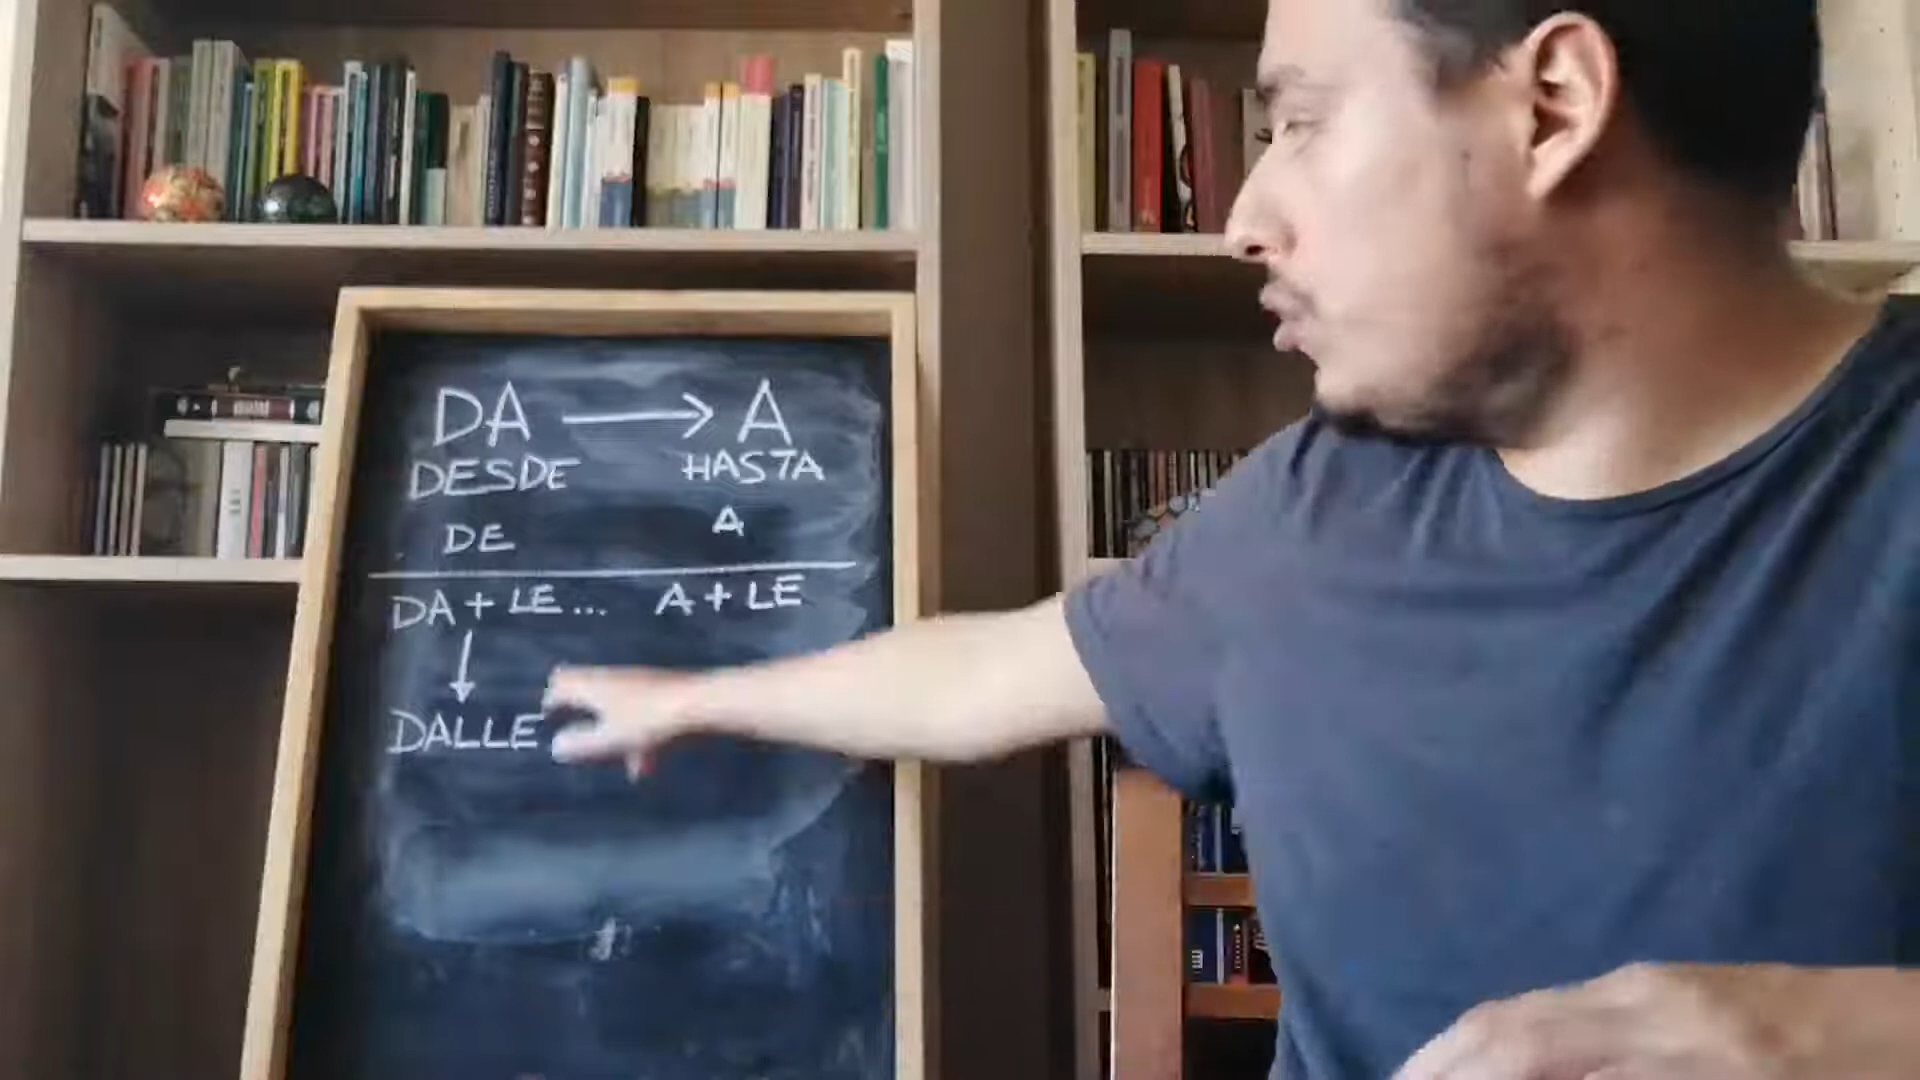 DA → A
DESDE HASTA
DE A
DA + LE... A + LE
↓
DALLE